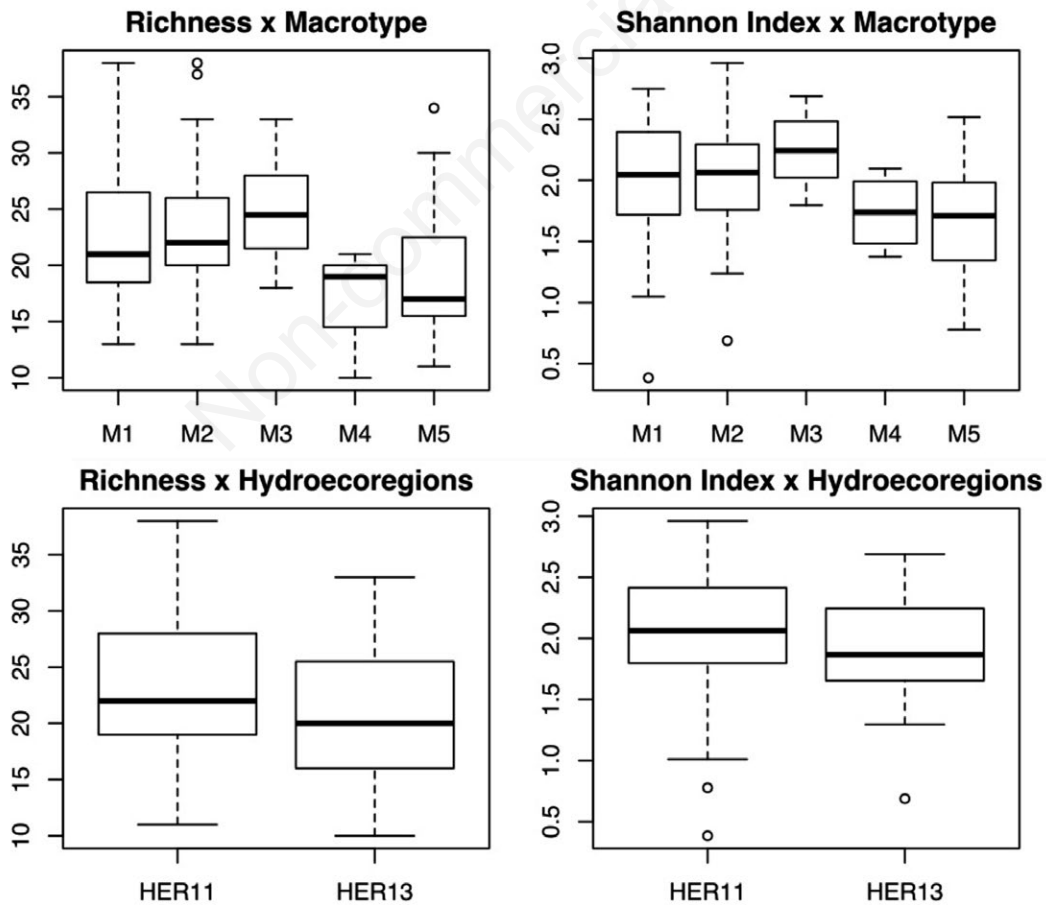 Richness x Macrotype
35
30
25
20
15
10
M1 M2 M3 M4 M5
Shannon Index x Macrotype
3.0
2.5
2.0
1.5
1.0
0.5
M1 M2 M3 M4 M5
Richness x Hydroecoregions
35
30
25
20
15
10
HER11 HER13
Shannon Index x Hydroecoregions
3.0
2.5
2.0
1.5
1.0
0.5
HER11 HER13
Non-commercia